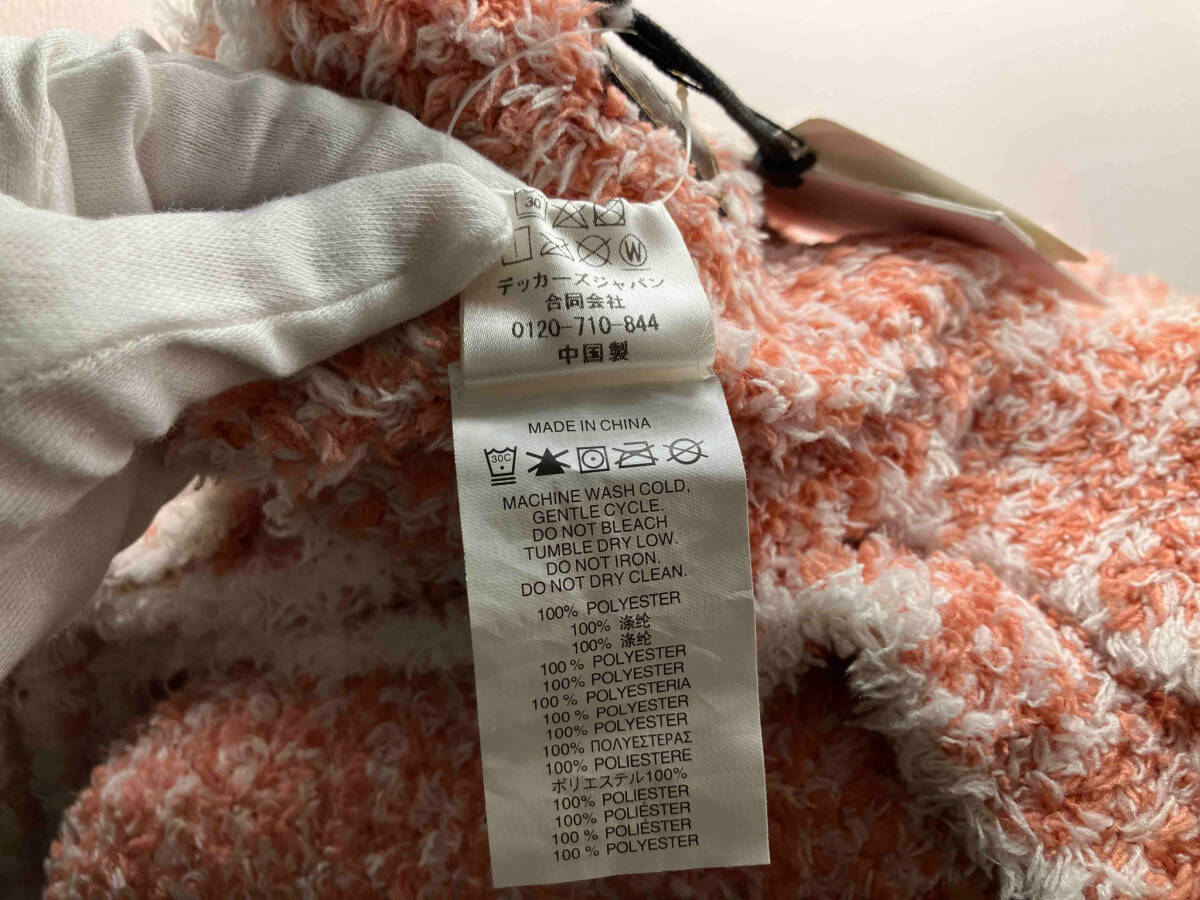 30
W
デッカーズジャパン
合同会社
0120-710-844
中国製
MADE IN CHINA
30C
MACHINE WASH COLD,
GENTLE CYCLE.
DO NOT BLEACH
TUMBLE DRY LOW.
DO NOT IRON.
DO NOT DRY CLEAN.
100% POLYESTER
100% 涤纶
100% 涤纶
100% POLYESTER
100% POLYESTER
100% POLYESTERIA
100% POLYESTER
100% POLYESTER
100% ΠΟΛΥΕΣΤΕΡΑΣ
100% POLIESTERE
ポリエステル100%
100% POLIESTER
100% POLIÉSTER
100% POLIÉSTER
100% POLYESTER